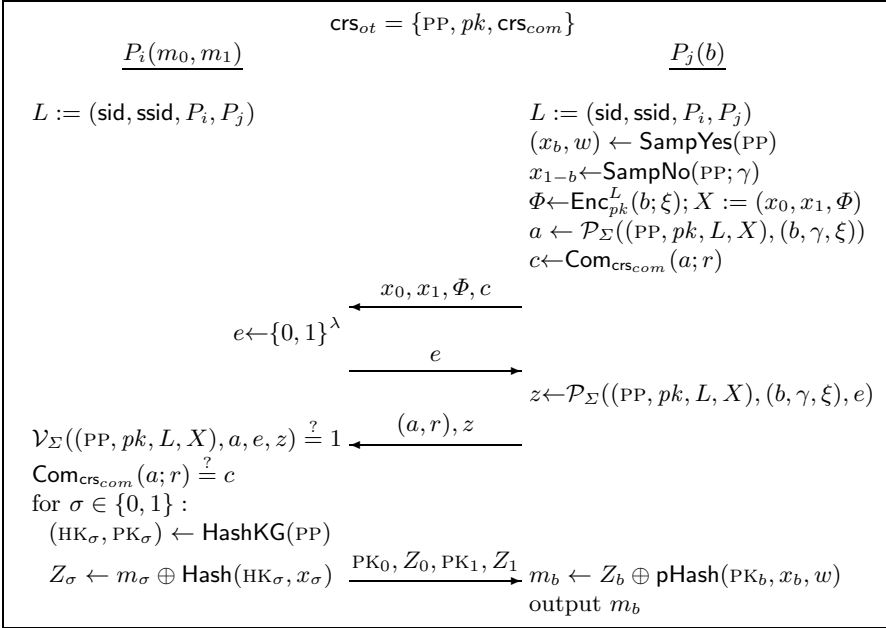 crs_ot = {PP, pk, crs_com}
P_i(m_0, m_1) P_j(b)
L := (sid, ssid, P_i, P_j) L := (sid, ssid, P_i, P_j)
(x_b, w) ← SampYes(PP)
x_{1−b}←SampNo(PP; γ)
Φ←Enc^L_{pk}(b; ξ); X := (x_0, x_1, Φ)
a ← 𝒫_Σ((PP, pk, L, X), (b, γ, ξ))
c←Com_{crs_com}(a; r)
x_0, x_1, Φ, c
e←{0, 1}^λ
e
z←𝒫_Σ((PP, pk, L, X), (b, γ, ξ), e)
𝒱_Σ((PP, pk, L, X), a, e, z) ≟ 1 (a, r), z
Com_{crs_com}(a; r) ≟ c
for σ ∈ {0, 1} :
(HK_σ, PK_σ) ← HashKG(PP)
Z_σ ← m_σ ⊕ Hash(HK_σ, x_σ) PK_0, Z_0, PK_1, Z_1 m_b ← Z_b ⊕ pHash(PK_b, x_b, w)
output m_b